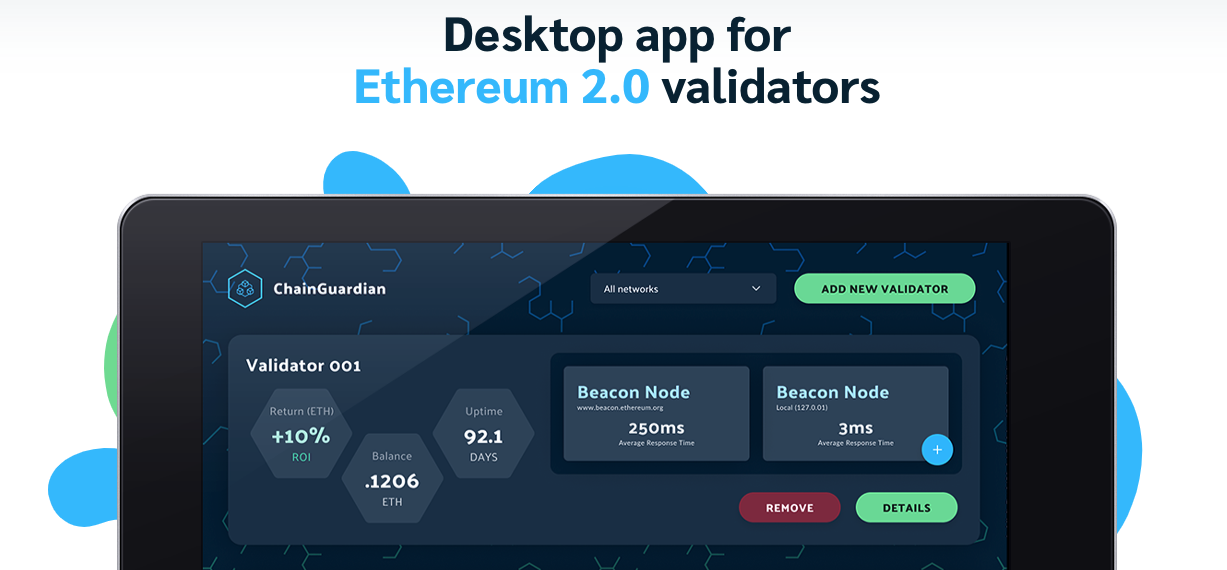 Desktop app for
Ethereum 2.0 validators
ChainGuardian
All networks
ADD NEW VALIDATOR
Validator 001
Return (ETH)
+10%
ROI
Balance
.1206
ETH
Uptime
92.1
DAYS
Beacon Node
www.beacon.ethereum.org
250ms
Average Response Time
Beacon Node
Local (127.0.01)
3ms
Average Response Time
+
REMOVE
DETAILS